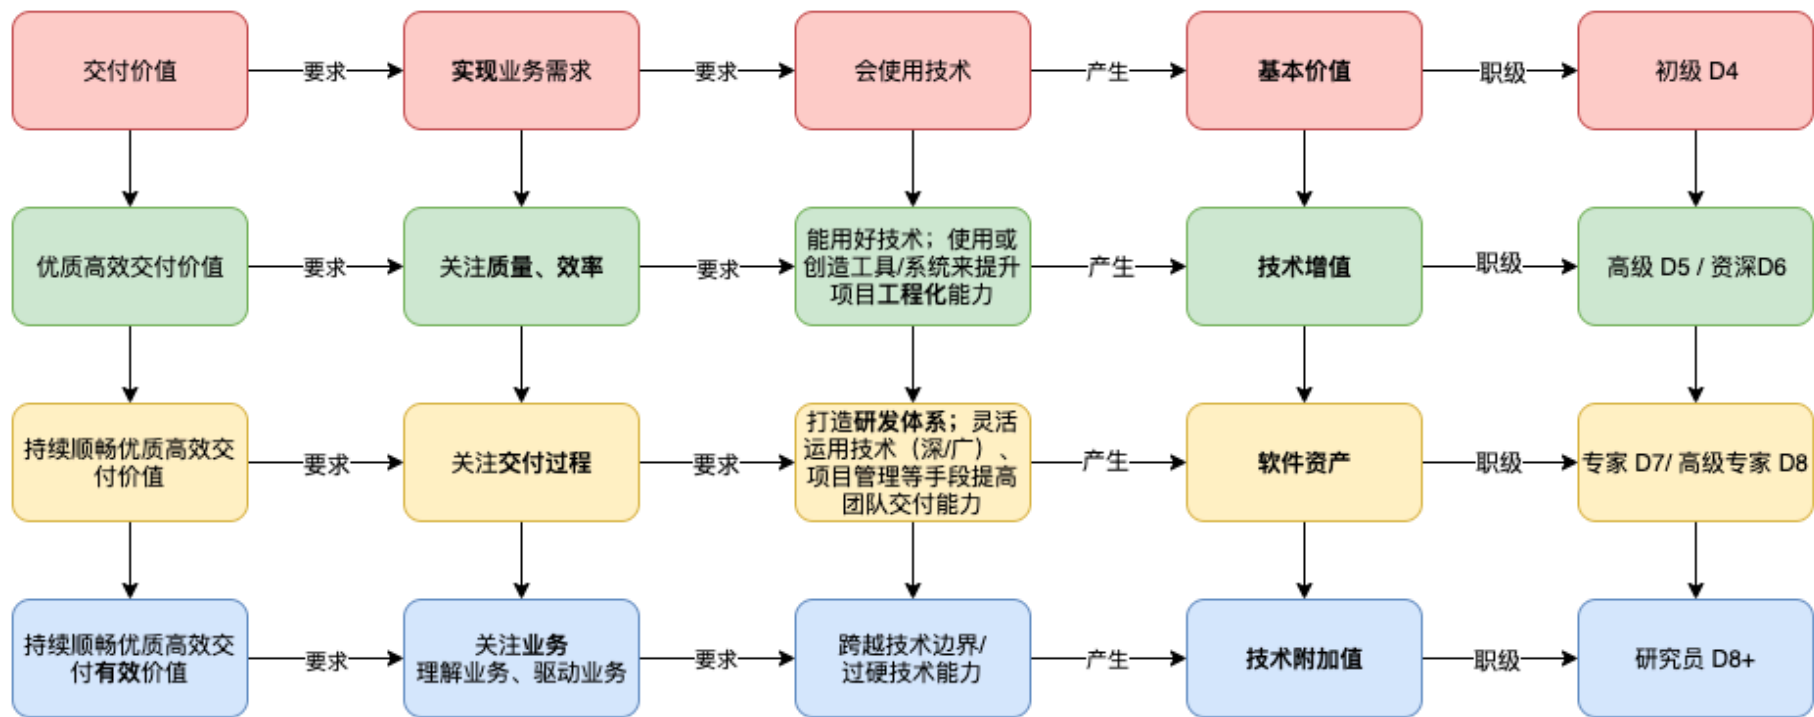 交付价值
要求
实现业务需求
要求
会使用技术
产生
基本价值
职级
初级 D4
优质高效交付价值
要求
关注质量、效率
要求
能用好技术；使用或
创造工具/系统来提升
项目工程化能力
产生
技术增值
职级
高级 D5 / 资深D6
持续顺畅优质高效交
付价值
要求
关注交付过程
要求
打造研发体系；灵活
运用技术（深/广）、
项目管理等手段提高
团队交付能力
产生
软件资产
职级
专家 D7/ 高级专家 D8
持续顺畅优质高效交
付有效价值
要求
关注业务
理解业务、驱动业务
要求
跨越技术边界/
过硬技术能力
产生
技术附加值
职级
研究员 D8+